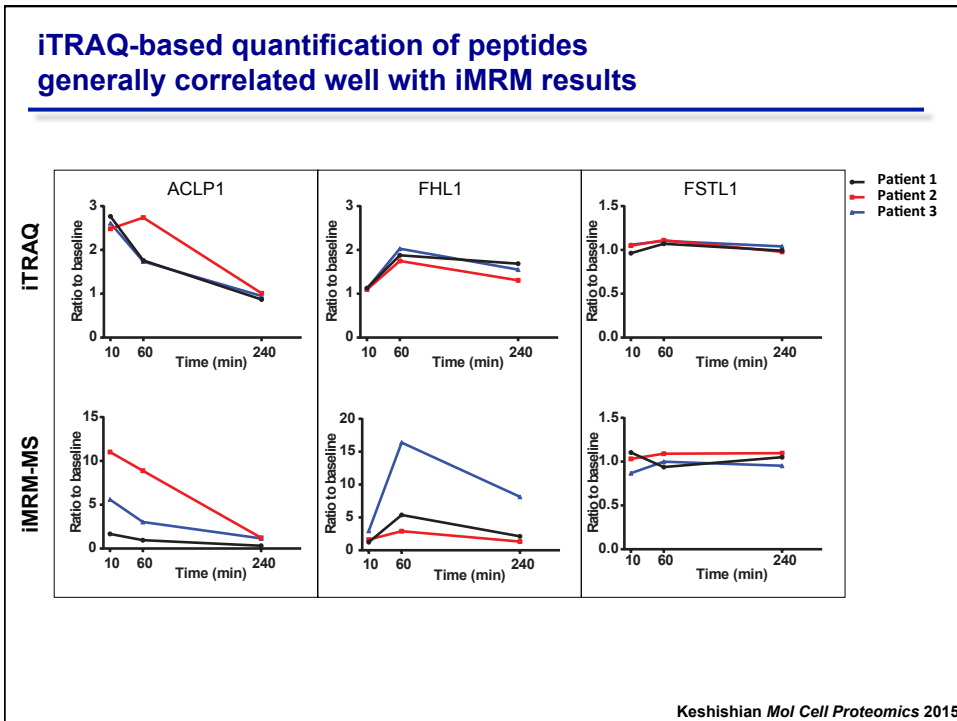 iTRAQ-based quantification of peptides
generally correlated well with iMRM results
ACLP1
FHL1
FSTL1
Patient 1
Patient 2
Patient 3
iTRAQ
Ratio to baseline
3
2
1
0
10
60
240
Time (min)
Ratio to baseline
3
2
1
0
10
60
240
Time (min)
Ratio to baseline
1.5
1.0
0.5
0.0
10
60
240
Time (min)
iMRM-MS
Ratio to baseline
15
10
5
0
10
60
240
Time (min)
Ratio to baseline
20
15
10
5
0
10
60
240
Time (min)
Ratio to baseline
1.5
1.0
0.5
0.0
10
60
240
Time (min)
Keshishian Mol Cell Proteomics 2015